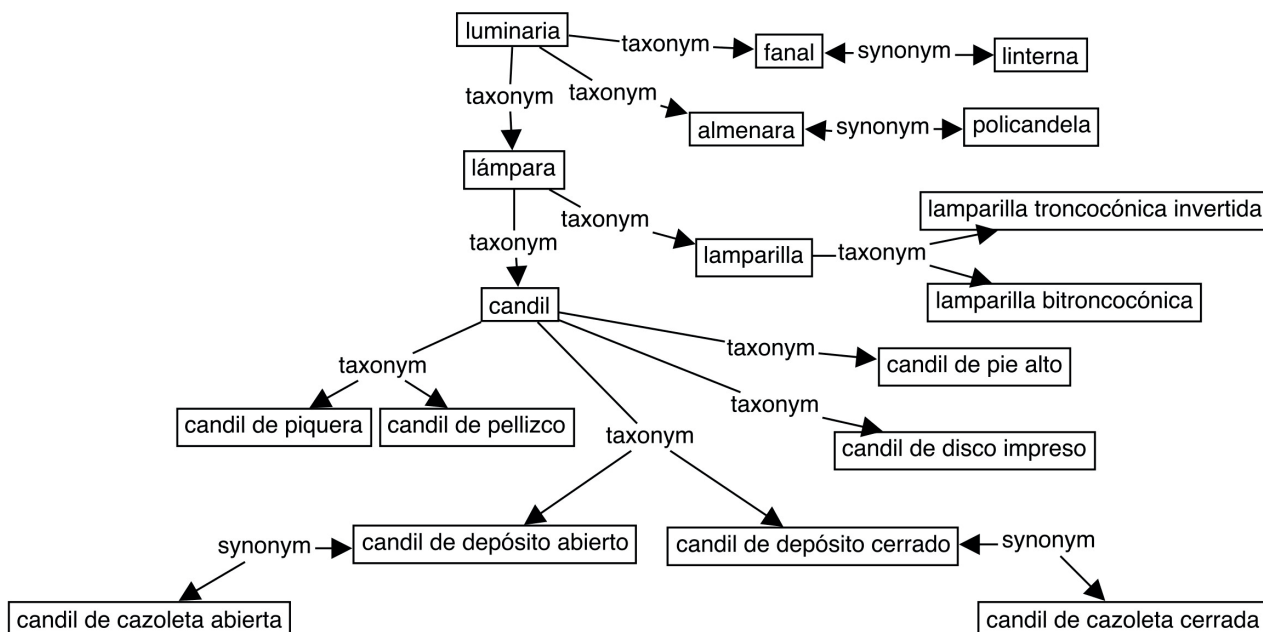 luminaria
taxonym
fanal
synonym
linterna
taxonym
taxonym
almenara
synonym
policandela
lámpara
taxonym
taxonym
lamparilla
taxonym
lamparilla troncocónica invertida
lamparilla bitroncocónica
candil
taxonym
candil de pie alto
taxonym
candil de piquera
candil de pellizco
taxonym
candil de disco impreso
taxonym
candil de depósito abierto
candil de depósito cerrado
synonym
synonym
candil de cazoleta abierta
candil de cazoleta cerrada